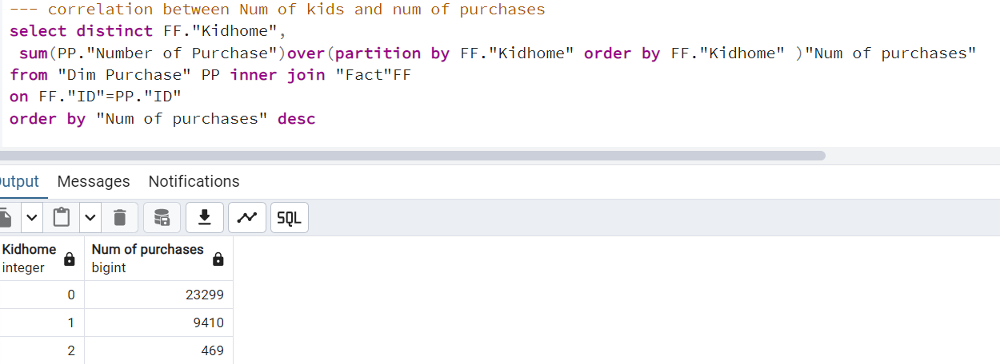 --- correlation between Num of kids and num of purchases
select distinct FF."Kidhome",
sum(PP."Number of Purchase")over(partition by FF."Kidhome" order by FF."Kidhome" )"Num of purchases"
from "Dim Purchase" PP inner join "Fact"FF
on FF."ID"=PP."ID"
order by "Num of purchases" desc
utput Messages Notifications
SQL
Kidhome Num of purchases
integer bigint
0 23299
1 9410
2 469